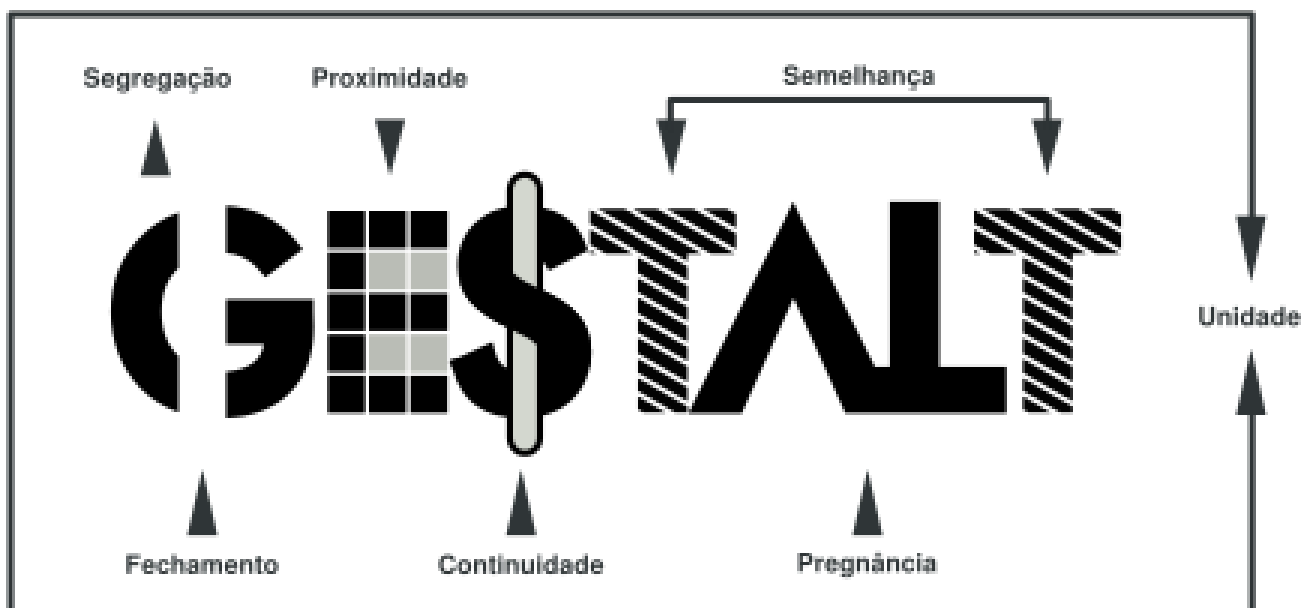 Segregação Proximidade Semelhança
GESTALT
Unidade
Fechamento Continuidade Pregnância